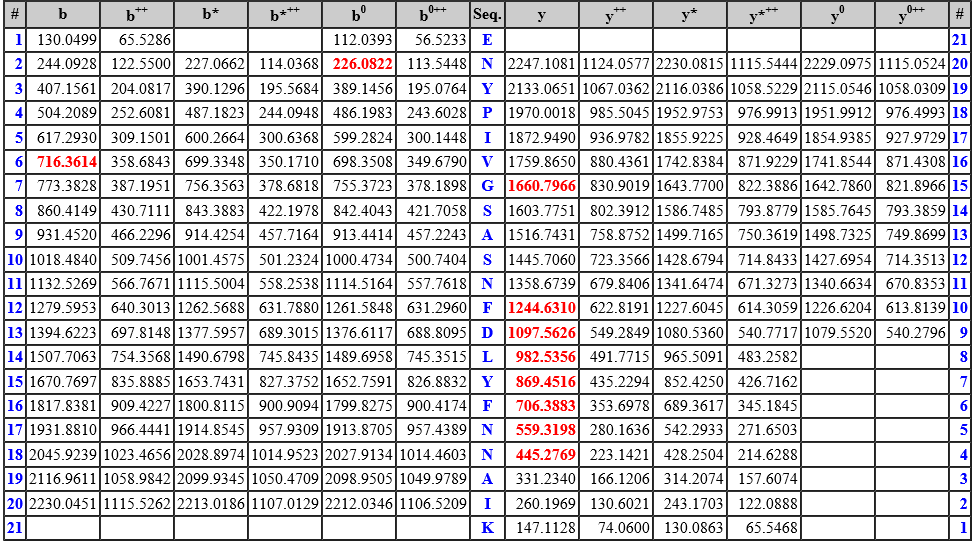 # b b++ b* b*++ b0 b0++ Seq. y y++ y* y*++ y0 y0++ #
1 130.0499 65.5286 112.0393 56.5233 E 21
2 244.0928 122.5500 227.0662 114.0368 226.0822 113.5448 N 2247.1081 1124.0577 2230.0815 1115.5444 2229.0975 1115.0524 20
3 407.1561 204.0817 390.1296 195.5684 389.1456 195.0764 Y 2133.0651 1067.0362 2116.0386 1058.5229 2115.0546 1058.0309 19
4 504.2089 252.6081 487.1823 244.0948 486.1983 243.6028 P 1970.0018 985.5045 1952.9753 976.9913 1951.9912 976.4993 18
5 617.2930 309.1501 600.2664 300.6368 599.2824 300.1448 I 1872.9490 936.9782 1855.9225 928.4649 1854.9385 927.9729 17
6 716.3614 358.6843 699.3348 350.1710 698.3508 349.6790 V 1759.8650 880.4361 1742.8384 871.9229 1741.8544 871.4308 16
7 773.3828 387.1951 756.3563 378.6818 755.3723 378.1898 G 1660.7966 830.9019 1643.7700 822.3886 1642.7860 821.8966 15
8 860.4149 430.7111 843.3883 422.1978 842.4043 421.7058 S 1603.7751 802.3912 1586.7485 793.8779 1585.7645 793.3859 14
9 931.4520 466.2296 914.4254 457.7164 913.4414 457.2243 A 1516.7431 758.8752 1499.7165 750.3619 1498.7325 749.8699 13
10 1018.4840 509.7456 1001.4575 501.2324 1000.4734 500.7404 S 1445.7060 723.3566 1428.6794 714.8433 1427.6954 714.3513 12
11 1132.5269 566.7671 1115.5004 558.2538 1114.5164 557.7618 N 1358.6739 679.8406 1341.6474 671.3273 1340.6634 670.8353 11
12 1279.5953 640.3013 1262.5688 631.7880 1261.5848 631.2960 F 1244.6310 622.8191 1227.6045 614.3059 1226.6204 613.8139 10
13 1394.6223 697.8148 1377.5957 689.3015 1376.6117 688.8095 D 1097.5626 549.2849 1080.5360 540.7717 1079.5520 540.2796 9
14 1507.7063 754.3568 1490.6798 745.8435 1489.6958 745.3515 L 982.5356 491.7715 965.5091 483.2582 8
15 1670.7697 835.8885 1653.7431 827.3752 1652.7591 826.8832 Y 869.4516 435.2294 852.4250 426.7162 7
16 1817.8381 909.4227 1800.8115 900.9094 1799.8275 900.4174 F 706.3883 353.6978 689.3617 345.1845 6
17 1931.8810 966.4441 1914.8545 957.9309 1913.8705 957.4389 N 559.3198 280.1636 542.2933 271.6503 5
18 2045.9239 1023.4656 2028.8974 1014.9523 2027.9134 1014.4603 N 445.2769 223.1421 428.2504 214.6288 4
19 2116.9611 1058.9842 2099.9345 1050.4709 2098.9505 1049.9789 A 331.2340 166.1206 314.2074 157.6074 3
20 2230.0451 1115.5262 2213.0186 1107.0129 2212.0346 1106.5209 I 260.1969 130.6021 243.1703 122.0888 2
21 K 147.1128 74.0600 130.0863 65.5468 1